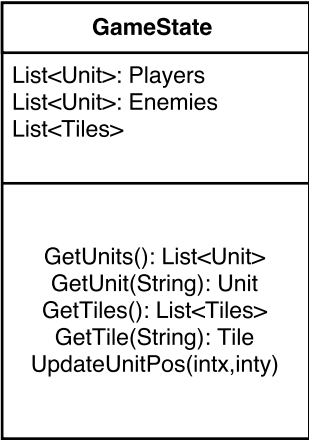 GameState
List<Unit>: Players
List<Unit>: Enemies
List<Tiles>
GetUnits(): List<Unit>
GetUnit(String): Unit
GetTiles(): List<Tiles>
GetTile(String): Tile
UpdateUnitPos(intx,inty)